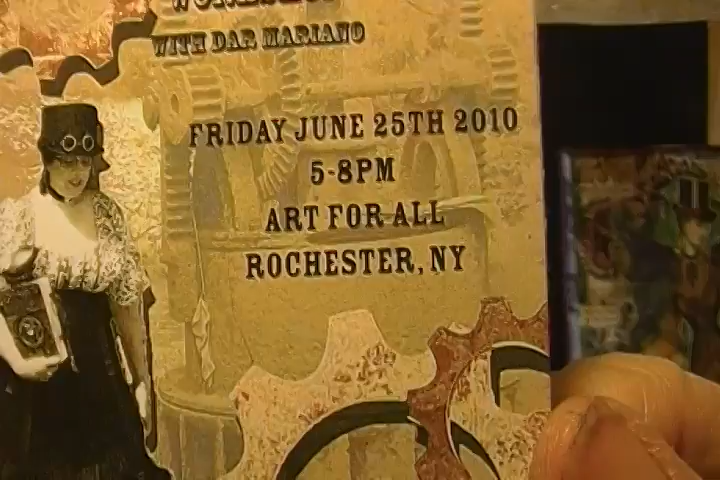 WITH DAR MARIANO
FRIDAY JUNE 25TH 2010
5-8PM
ART FOR ALL
ROCHESTER, NY